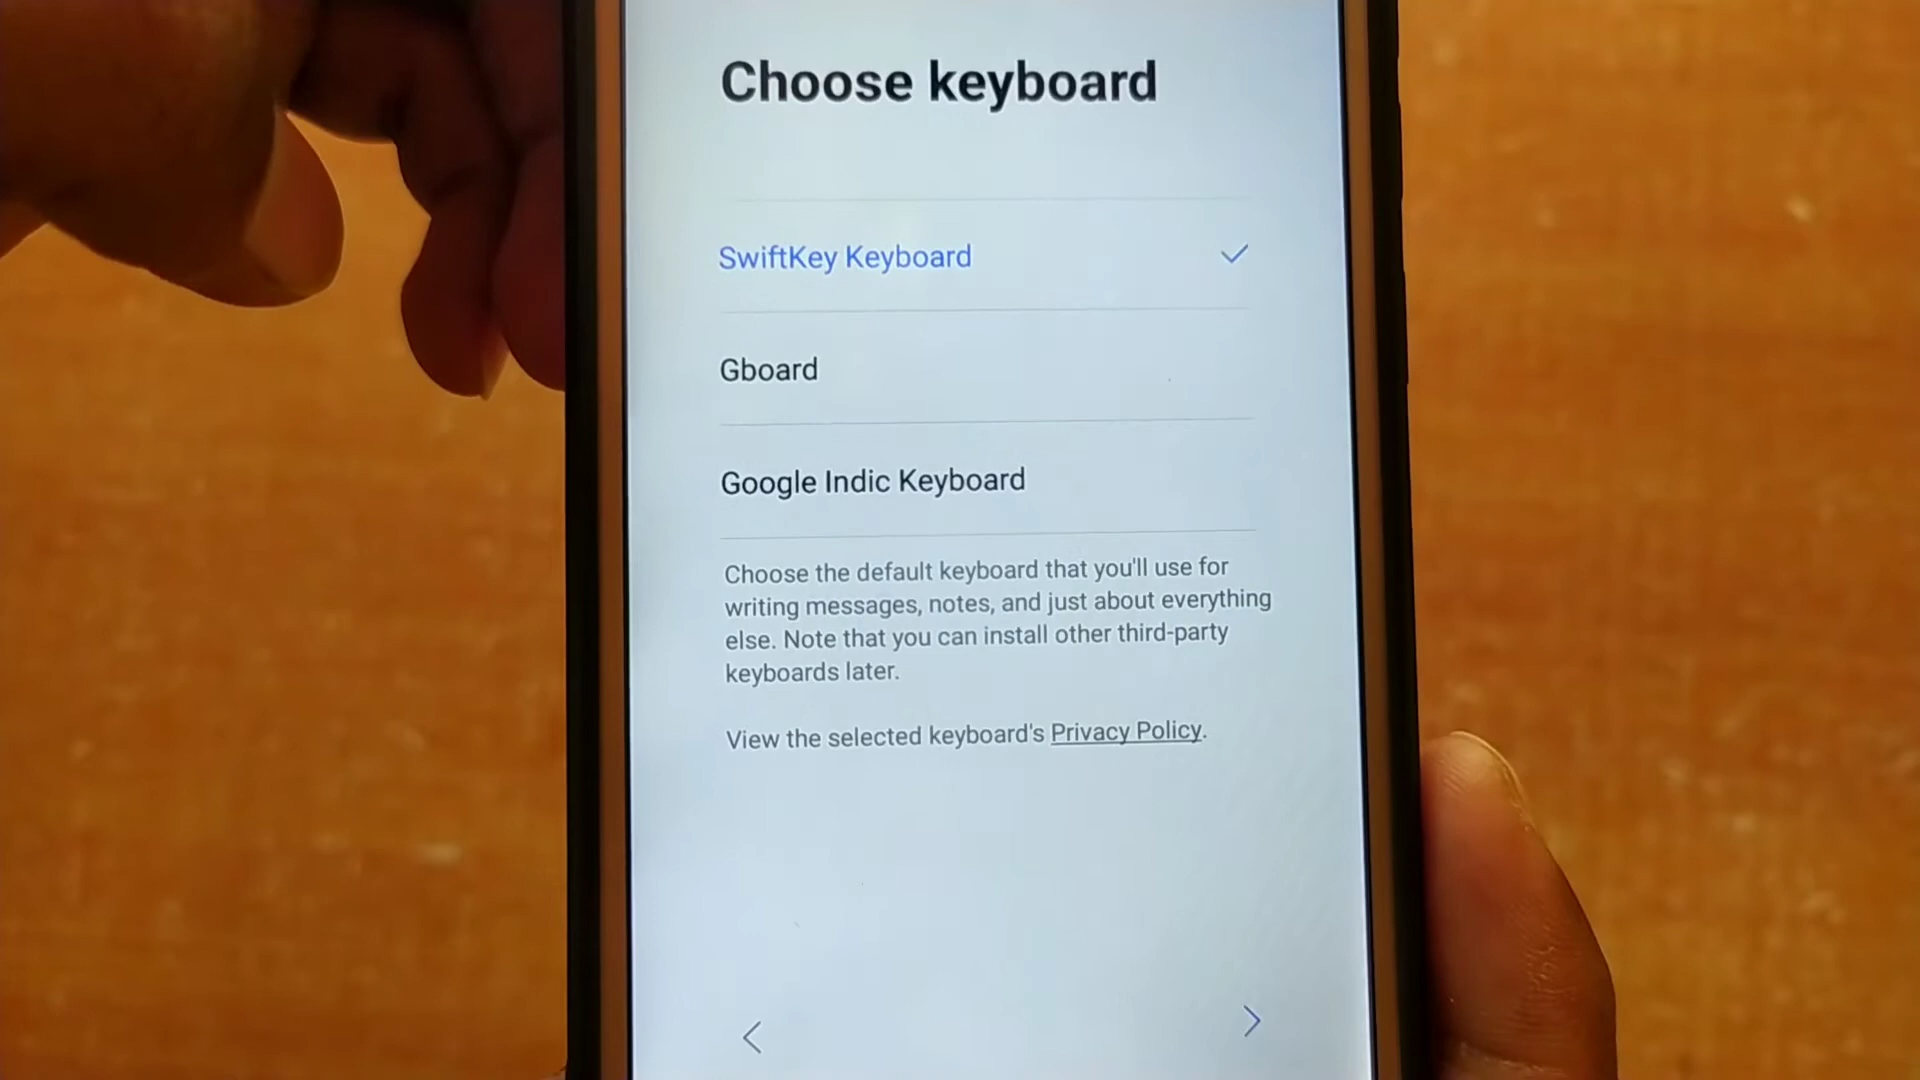 Choose keyboard
SwiftKey Keyboard
Gboard
Google Indic Keyboard
Choose the default keyboard that you'll use for
writing messages, notes, and just about everything
else. Note that you can install other third-party
keyboards later.
View the selected keyboard's Privacy Policy.